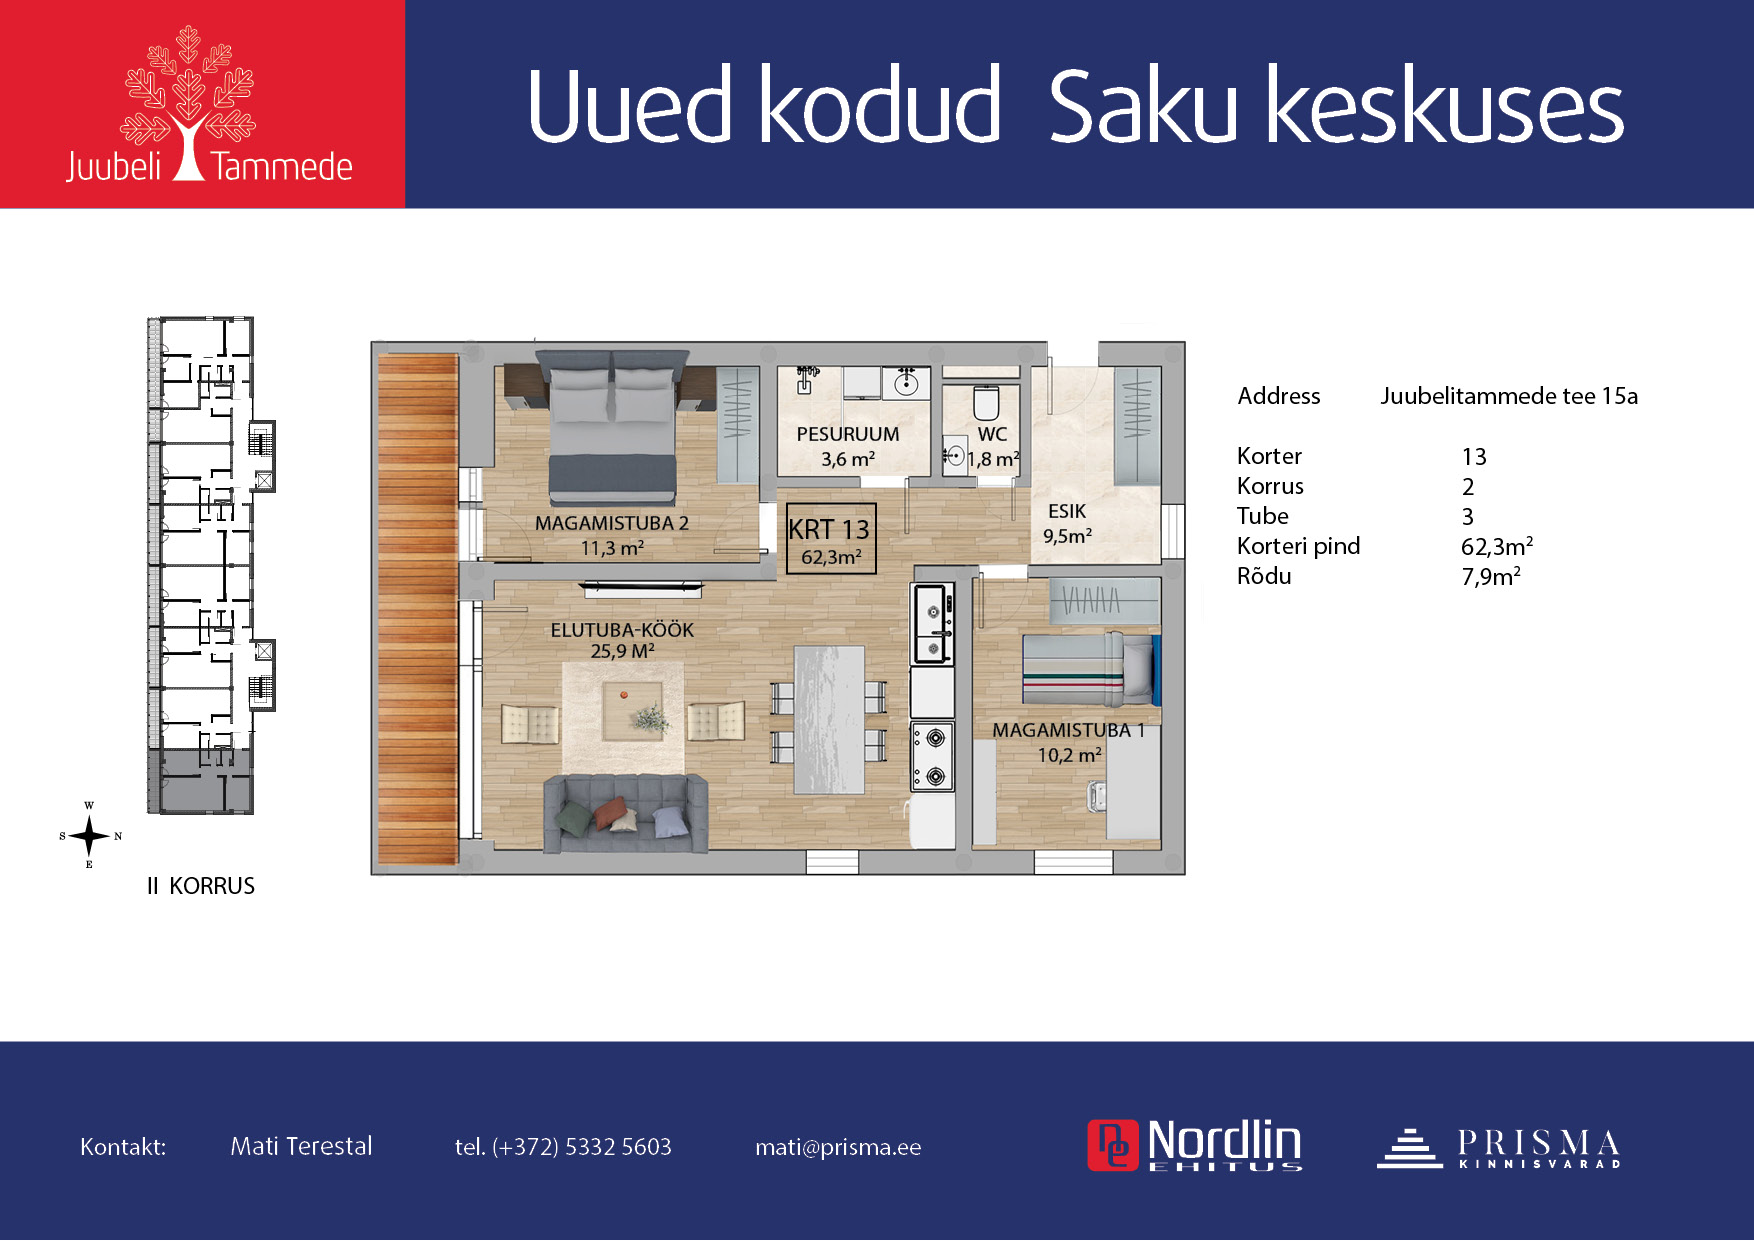 Juubeli Tammede
Uued kodud Saku keskuses
PESURUUM
3,6 m²
WC
1,8 m²
MAGAMISTUBA 2
11,3 m²
KRT 13
62,3m²
ESIK
9,5m²
ELUTUBA-KÖÖK
25,9 M²
MAGAMISTUBA 1
10,2 m²
Address Juubelitammede tee 15a
Korter 13
Korrus 2
Tube 3
Korteri pind 62,3m²
Rõdu 7,9m²
W
S N
E
II KORRUS
Kontakt: Mati Terestal tel. (+372) 5332 5603 mati@prisma.ee
ne Nordlin
EHITUS
PRISMA
KINNISVARAD